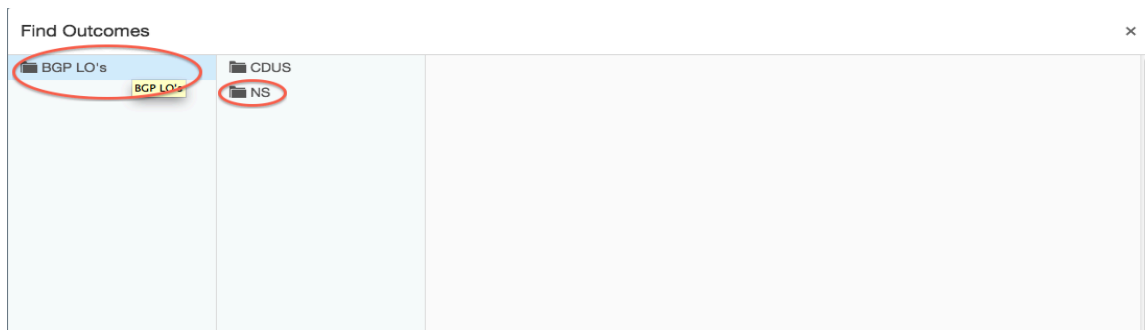 Find Outcomes
×
BGP LO's
BGP LO's
CDUS
NS